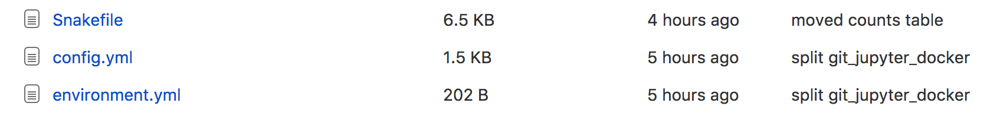 Snakefile 6.5 KB 4 hours ago moved counts table
config.yml 1.5 KB 5 hours ago split git_jupyter_docker
environment.yml 202 B 5 hours ago split git_jupyter_docker